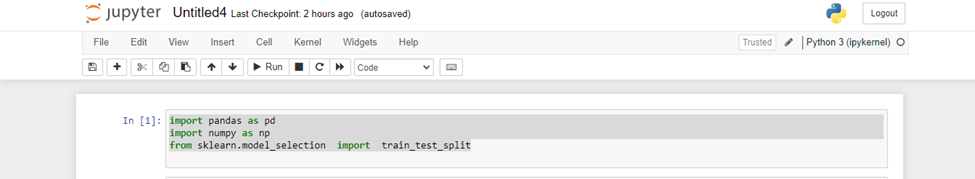 jupyter Untitled4 Last Checkpoint: 2 hours ago (autosaved) Logout
File Edit View Insert Cell Kernel Widgets Help Trusted Python 3 (ipykernel)
Run Code
In [1]: import pandas as pd
import numpy as np
from sklearn.model_selection  import  train_test_split